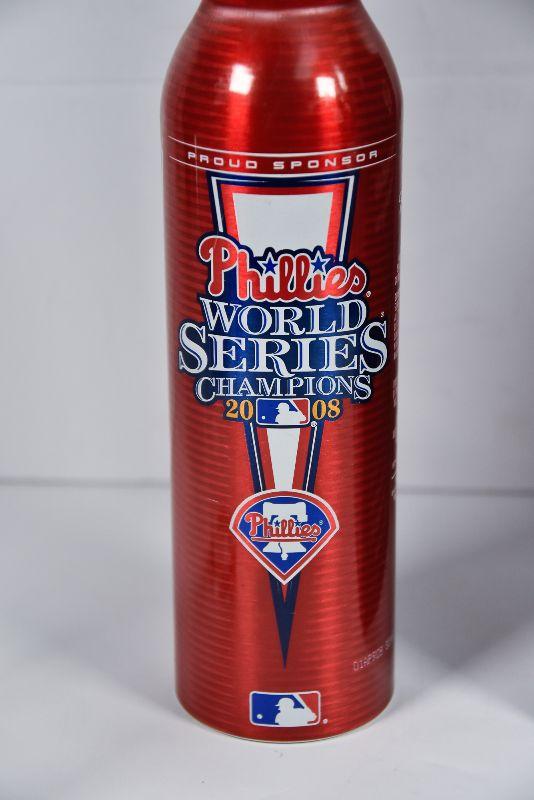 PROUD SPONSOR
Phillies
WORLD
SERIES
CHAMPIONS
20 08
Phillies